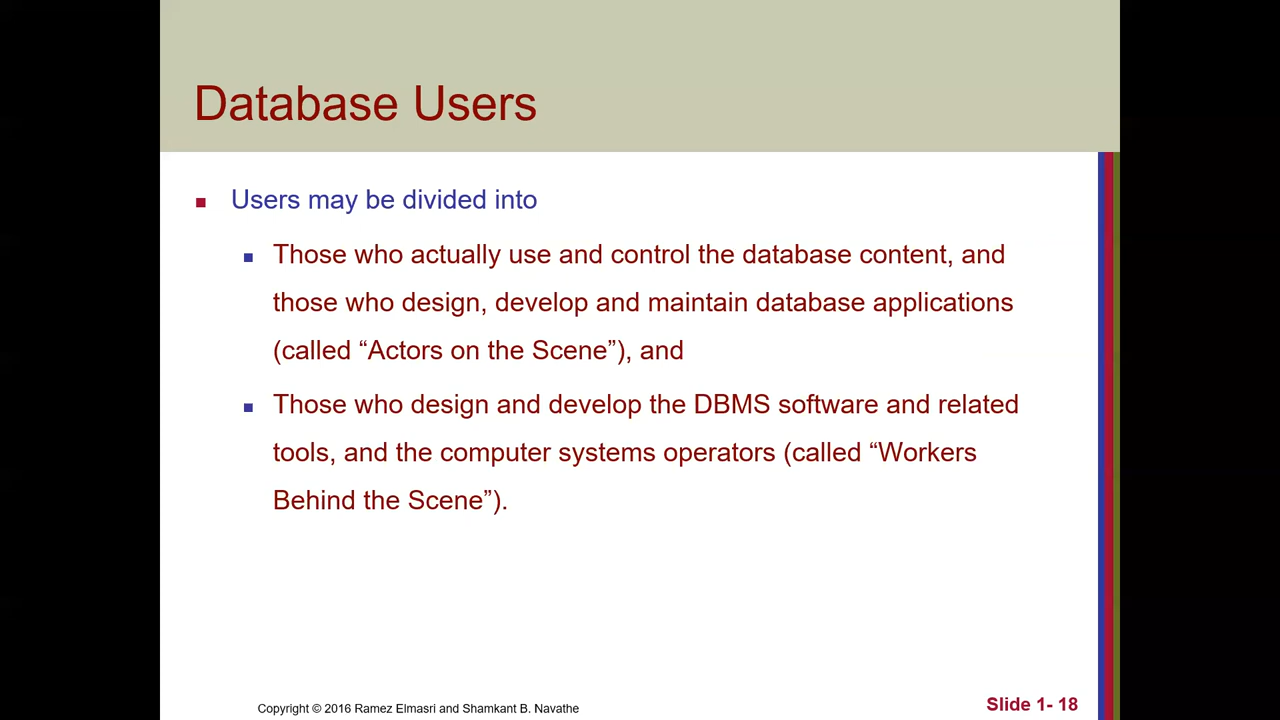 Database Users
Users may be divided into
Those who actually use and control the database content, and
those who design, develop and maintain database applications
(called “Actors on the Scene”), and
Those who design and develop the DBMS software and related
tools, and the computer systems operators (called “Workers
Behind the Scene”).
Copyright © 2016 Ramez Elmasri and Shamkant B. Navathe
Slide 1- 18